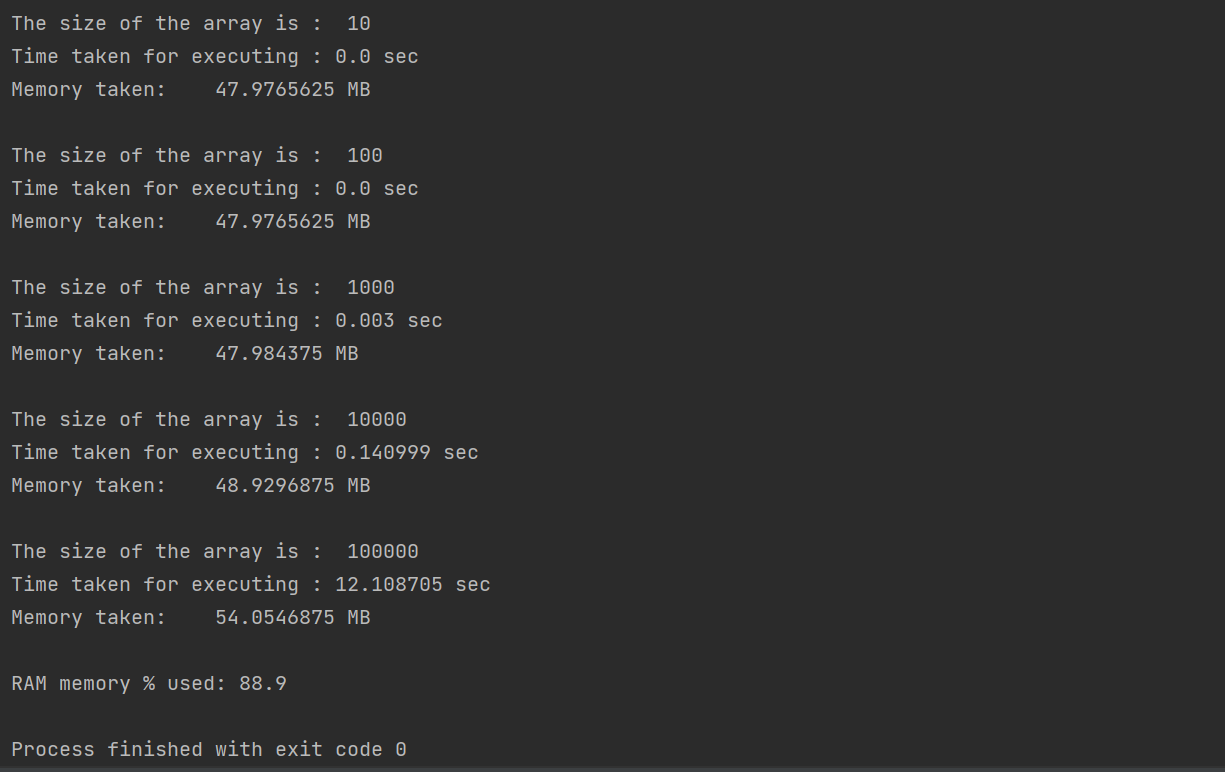 The size of the array is :  10
Time taken for executing : 0.0 sec
Memory taken:    47.9765625 MB

The size of the array is :  100
Time taken for executing : 0.0 sec
Memory taken:    47.9765625 MB

The size of the array is :  1000
Time taken for executing : 0.003 sec
Memory taken:    47.984375 MB

The size of the array is :  10000
Time taken for executing : 0.140999 sec
Memory taken:    48.9296875 MB

The size of the array is :  100000
Time taken for executing : 12.108705 sec
Memory taken:    54.0546875 MB

RAM memory % used: 88.9

Process finished with exit code 0